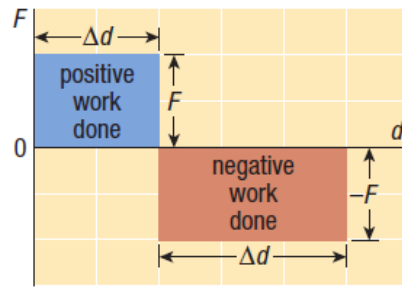 F
Δd
positive
work
done
F
0
d
negative
work
done
–F
Δd